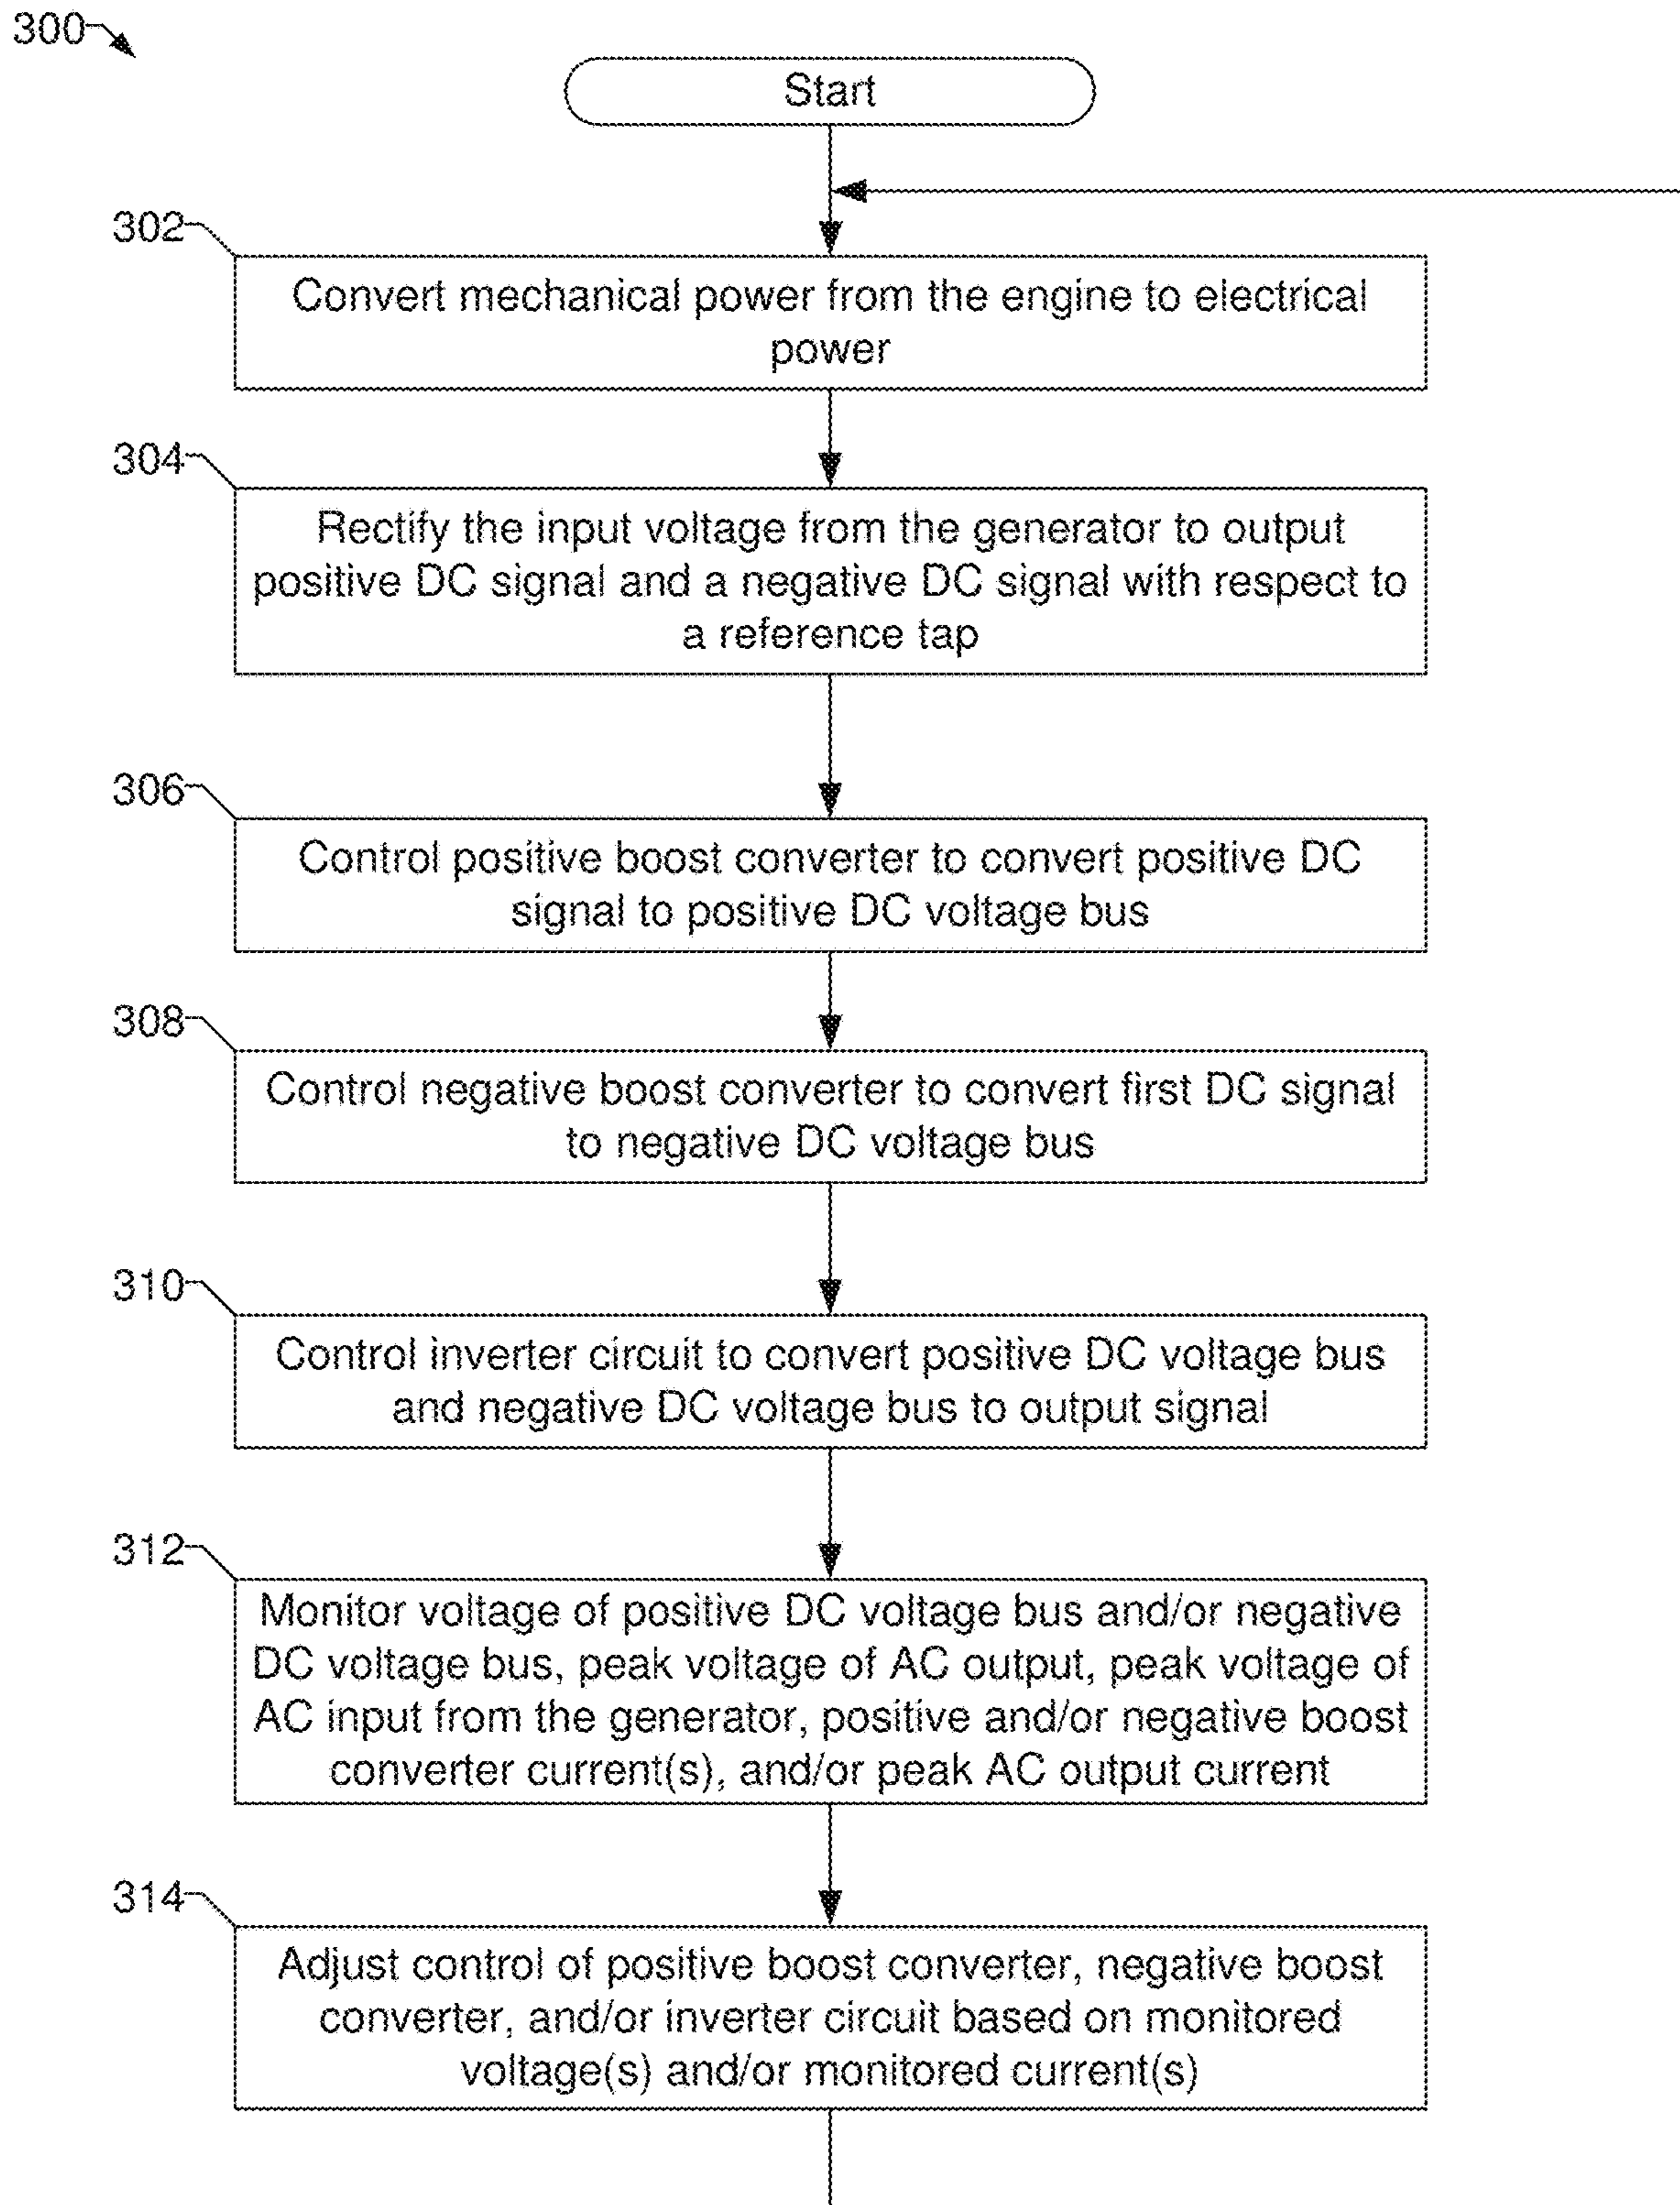 300
Start
302
Convert mechanical power from the engine to electrical
power
304
Rectify the input voltage from the generator to output
positive DC signal and a negative DC signal with respect to
a reference tap
306
Control positive boost converter to convert positive DC
signal to positive DC voltage bus
308
Control negative boost converter to convert first DC signal
to negative DC voltage bus
310
Control inverter circuit to convert positive DC voltage bus
and negative DC voltage bus to output signal
312
Monitor voltage of positive DC voltage bus and/or negative
DC voltage bus, peak voltage of AC output, peak voltage of
AC input from the generator, positive and/or negative boost
converter current(s), and/or peak AC output current
314
Adjust control of positive boost converter, negative boost
converter, and/or inverter circuit based on monitored
voltage(s) and/or monitored current(s)